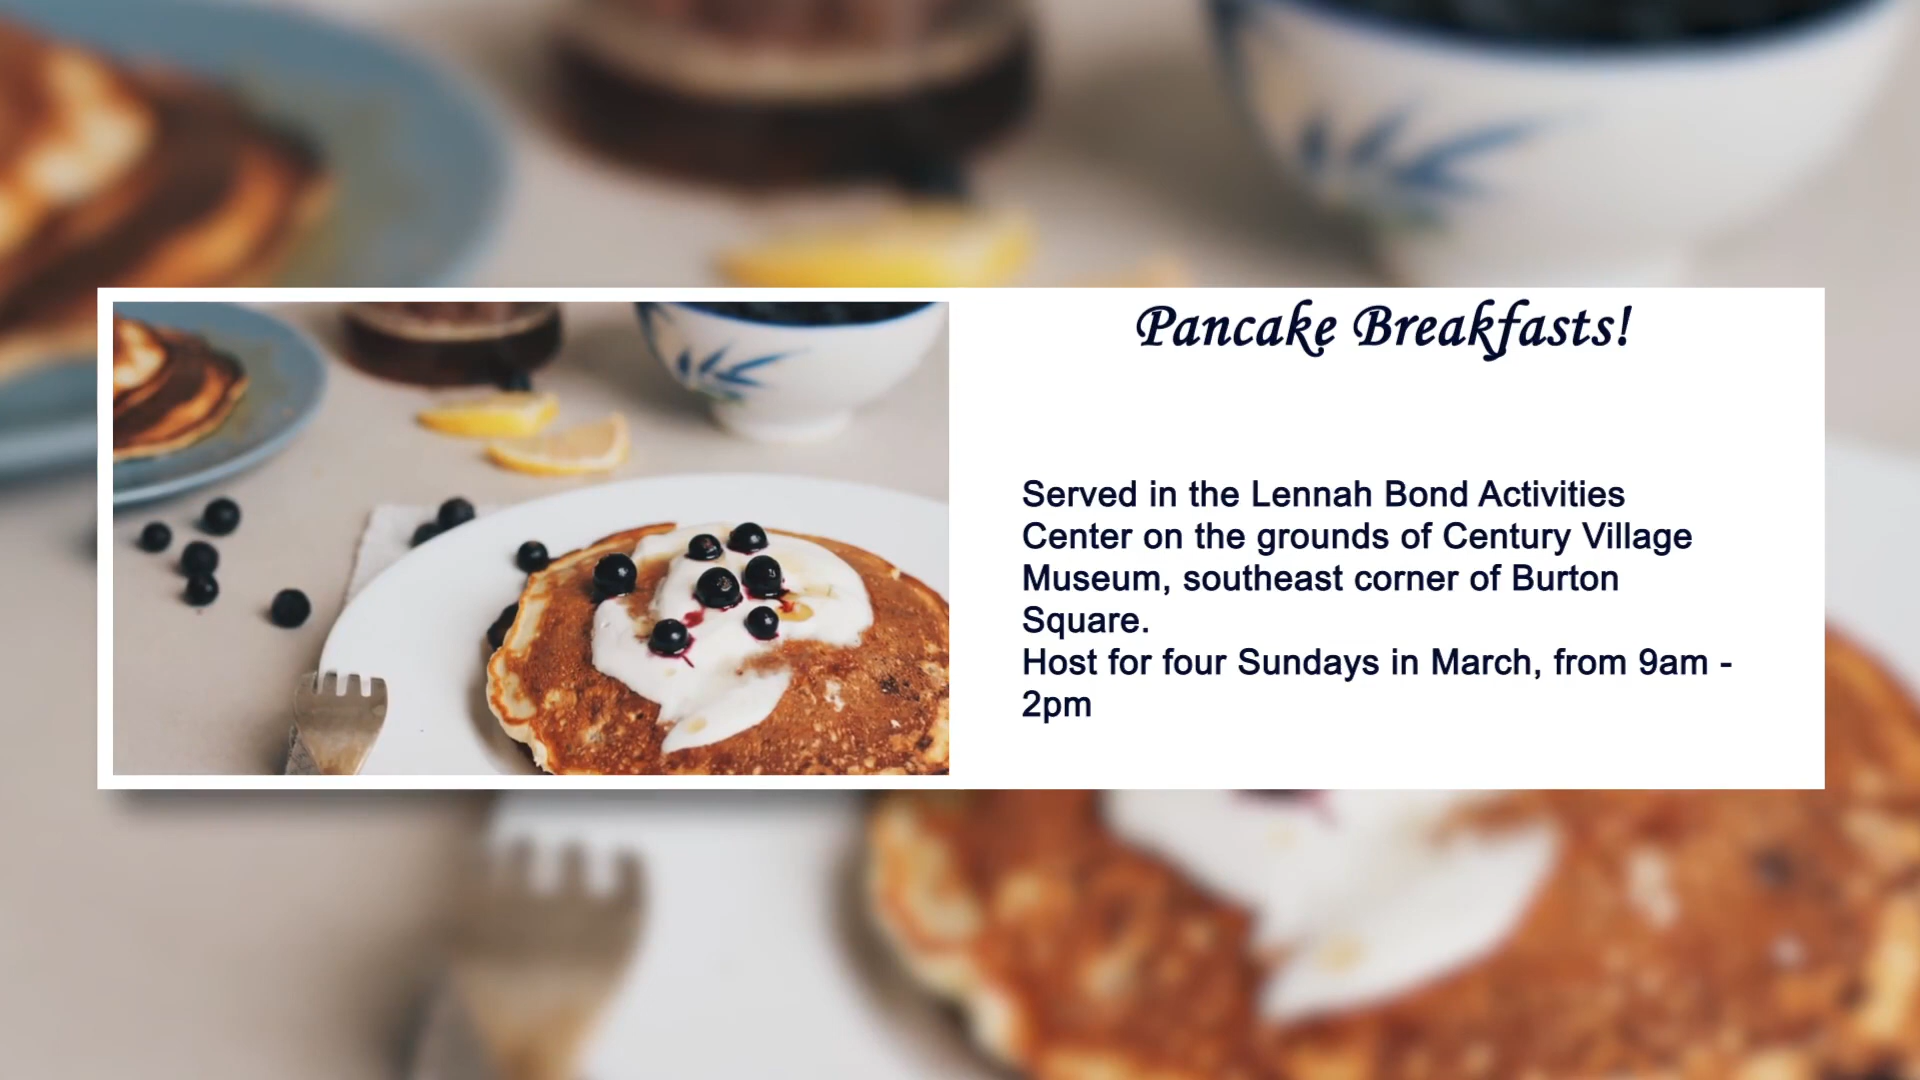 Pancake Breakfasts!
Served in the Lennah Bond Activities
Center on the grounds of Century Village
Museum, southeast corner of Burton
Square.
Host for four Sundays in March, from 9am -
2pm